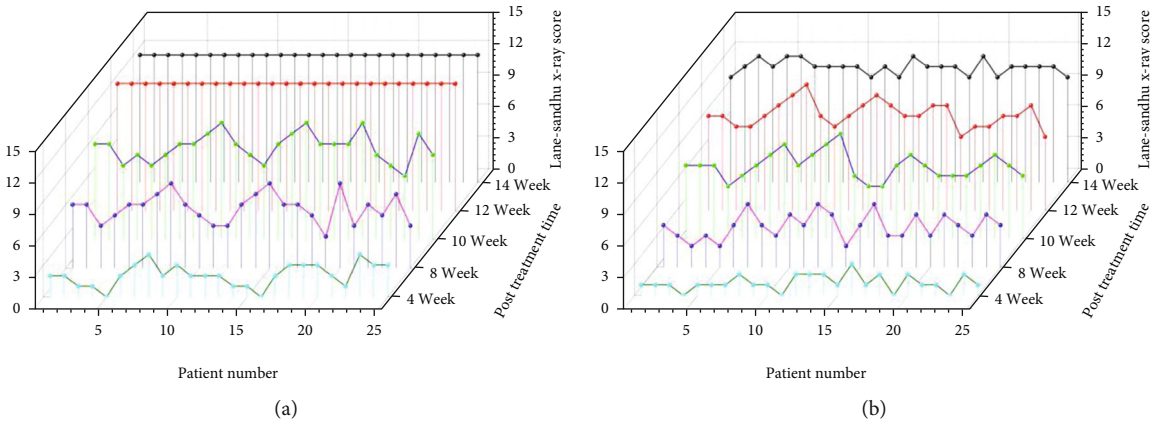 15
12
9
6
3
0
Lane-sandhu x-ray score
15
12
9
6
3
0
14 Week
12 Week
10 Week
8 Week
4 Week
Post treatment time
5 10 15 20 25
Patient number
(a)
15
12
9
6
3
0
Lane-sandhu x-ray score
15
12
9
6
3
0
14 Week
12 Week
10 Week
8 Week
4 Week
Post treatment time
5 10 15 20 25
Patient number
(b)